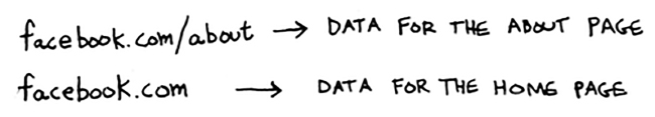 facebook.com/about → DATA FOR THE ABOUT PAGE
facebook.com → DATA FOR THE HOME PAGE